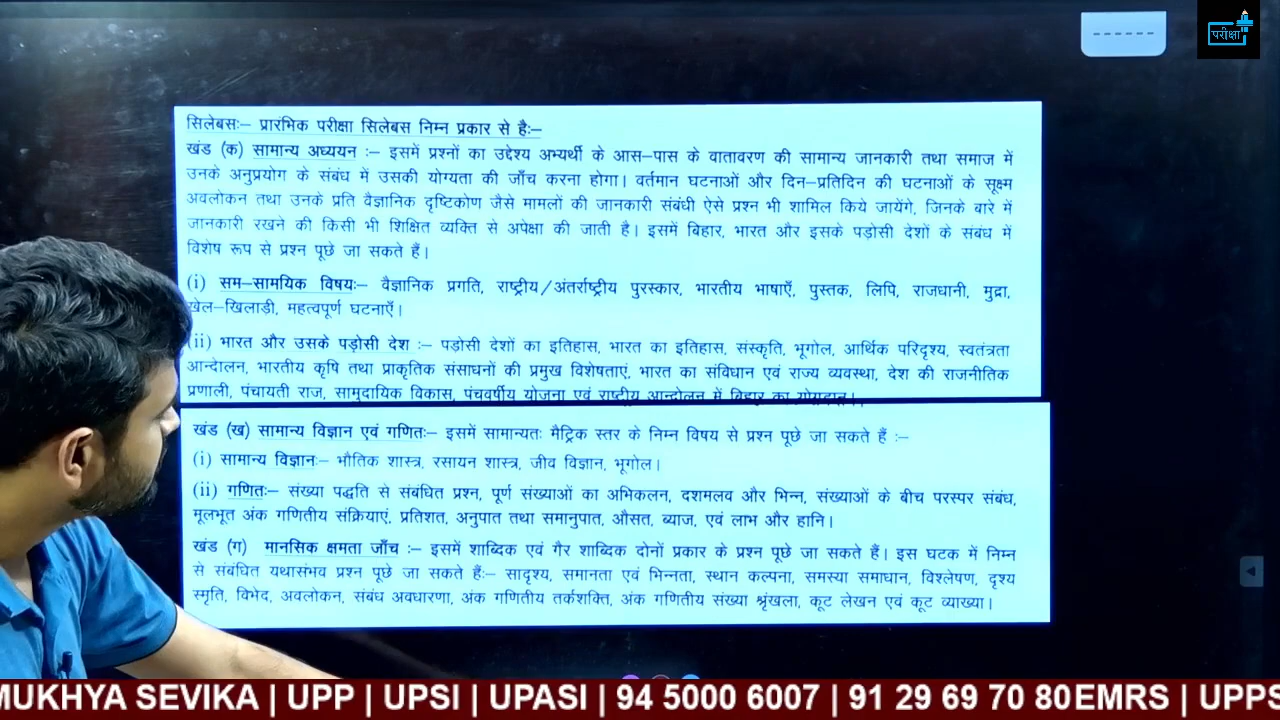 परीक्षा
------
सिलेबसः– प्रारंभिक परीक्षा सिलेबस निम्न प्रकार से हैः–
खंड (क) सामान्य अध्ययन :– इसमें प्रश्नों का उद्देश्य अभ्यर्थी के आस–पास के वातावरण की सामान्य जानकारी तथा समाज में
उनके अनुप्रयोग के संबंध में उसकी योग्यता की जाँच करना होगा। वर्तमान घटनाओं और दिन–प्रतिदिन की घटनाओं के सूक्ष्म
अवलोकन तथा उनके प्रति वैज्ञानिक दृष्टिकोण जैसे मामलों की जानकारी संबंधी ऐसे प्रश्न भी शामिल किये जायेंगे, जिनके बारे में
जानकारी रखने की किसी भी शिक्षित व्यक्ति से अपेक्षा की जाती है। इसमें बिहार, भारत और इसके पड़ोसी देशों के संबंध में
विशेष रूप से प्रश्न पूछे जा सकते हैं।
(i) सम–सामयिक विषयः– वैज्ञानिक प्रगति, राष्ट्रीय/अंतर्राष्ट्रीय पुरस्कार, भारतीय भाषाएँ, पुस्तक, लिपि, राजधानी, मुद्रा,
खेल–खिलाड़ी, महत्वपूर्ण घटनाएँ।
(ii) भारत और उसके पड़ोसी देश :– पड़ोसी देशों का इतिहास, भारत का इतिहास, संस्कृति, भूगोल, आर्थिक परिदृश्य, स्वतंत्रता
आन्दोलन, भारतीय कृषि तथा प्राकृतिक संसाघनों की प्रमुख विशेषताएं, भारत का संविधान एवं राज्य व्यवस्था, देश की राजनीतिक
प्रणाली, पंचायती राज, सामुदायिक विकास, पंचवर्षीय योजना एवं राष्ट्रीय आन्दोलन में बिहार का योगदान।
खंड (ख) सामान्य विज्ञान एवं गणितः– इसमें सामान्यतः मैट्रिक स्तर के निम्न विषय से प्रश्न पूछे जा सकते हैं :–
(i) सामान्य विज्ञानः– भौतिक शास्त्र, रसायन शास्त्र, जीव विज्ञान, भूगोल।
(ii) गणितः– संख्या पद्धति से संबंधित प्रश्न, पूर्ण संख्याओं का अभिकलन, दशमलव और भिन्न, संख्याओं के बीच परस्पर संबंध,
मूलभूत अंक गणितीय संक्रियाएं, प्रतिशत, अनुपात तथा समानुपात, औसत, ब्याज, एवं लाभ और हानि।
खंड (ग) मानसिक क्षमता जाँच :– इसमें शाब्दिक एवं गैर शाब्दिक दोनों प्रकार के प्रश्न पूछे जा सकते हैं। इस घटक में निम्न
से संबंधित यथासंभव प्रश्न पूछे जा सकते हैंः– सादृश्य, समानता एवं भिन्नता, स्थान कल्पना, समस्या समाधान, विश्लेषण, दृश्य
स्मृति, विभेद, अवलोकन, संबंध अवधारणा, अंक गणितीय तर्कशक्ति, अंक गणितीय संख्या श्रृंखला, कूट लेखन एवं कूट व्याख्या।
MUKHYA SEVIKA | UPP | UPSI | UPASI | 94 5000 6007 | 91 29 69 70 80EMRS | UPPS